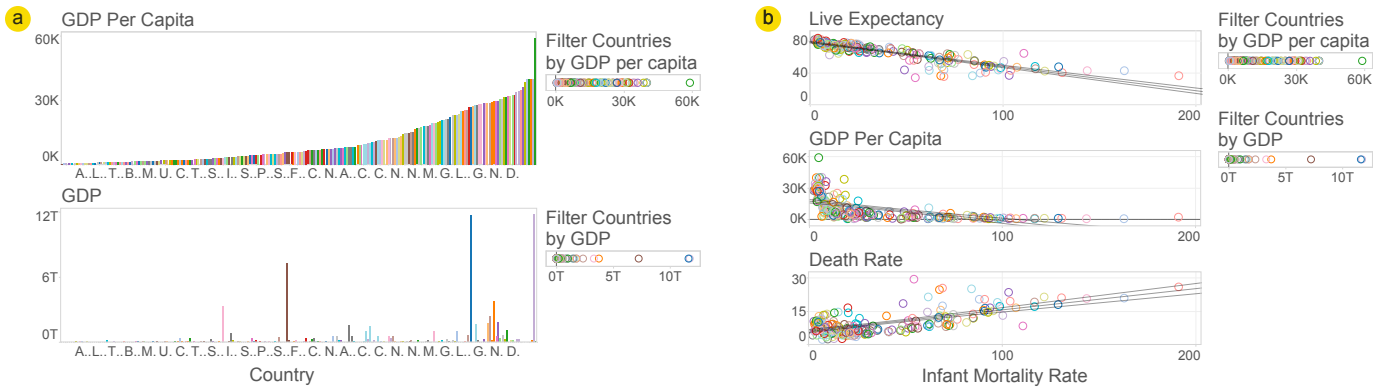 a
GDP Per Capita
60K
30K
0K
A.. L.. T.. B.. M. U. C. T.. S.. I.. S.. P.. S.. F.. C. N. A.. C. C. N. N. M. G. L.. G. N. D.
Filter Countries
by GDP per capita
0K 30K 60K
GDP
12T
6T
0T
A.. L.. T.. B.. M. U. C. T.. S.. I.. S.. P.. S.. F.. C. N. A.. C. C. N. N. M. G. L.. G. N. D.
Country
Filter Countries
by GDP
0T 5T 10T
b
Live Expectancy
80
40
0
0 100 200
GDP Per Capita
60K
30K
0K
0 100 200
Death Rate
30
15
0
0 100 200
Infant Mortality Rate
Filter Countries
by GDP per capita
0K 30K 60K
Filter Countries
by GDP
0T 5T 10T